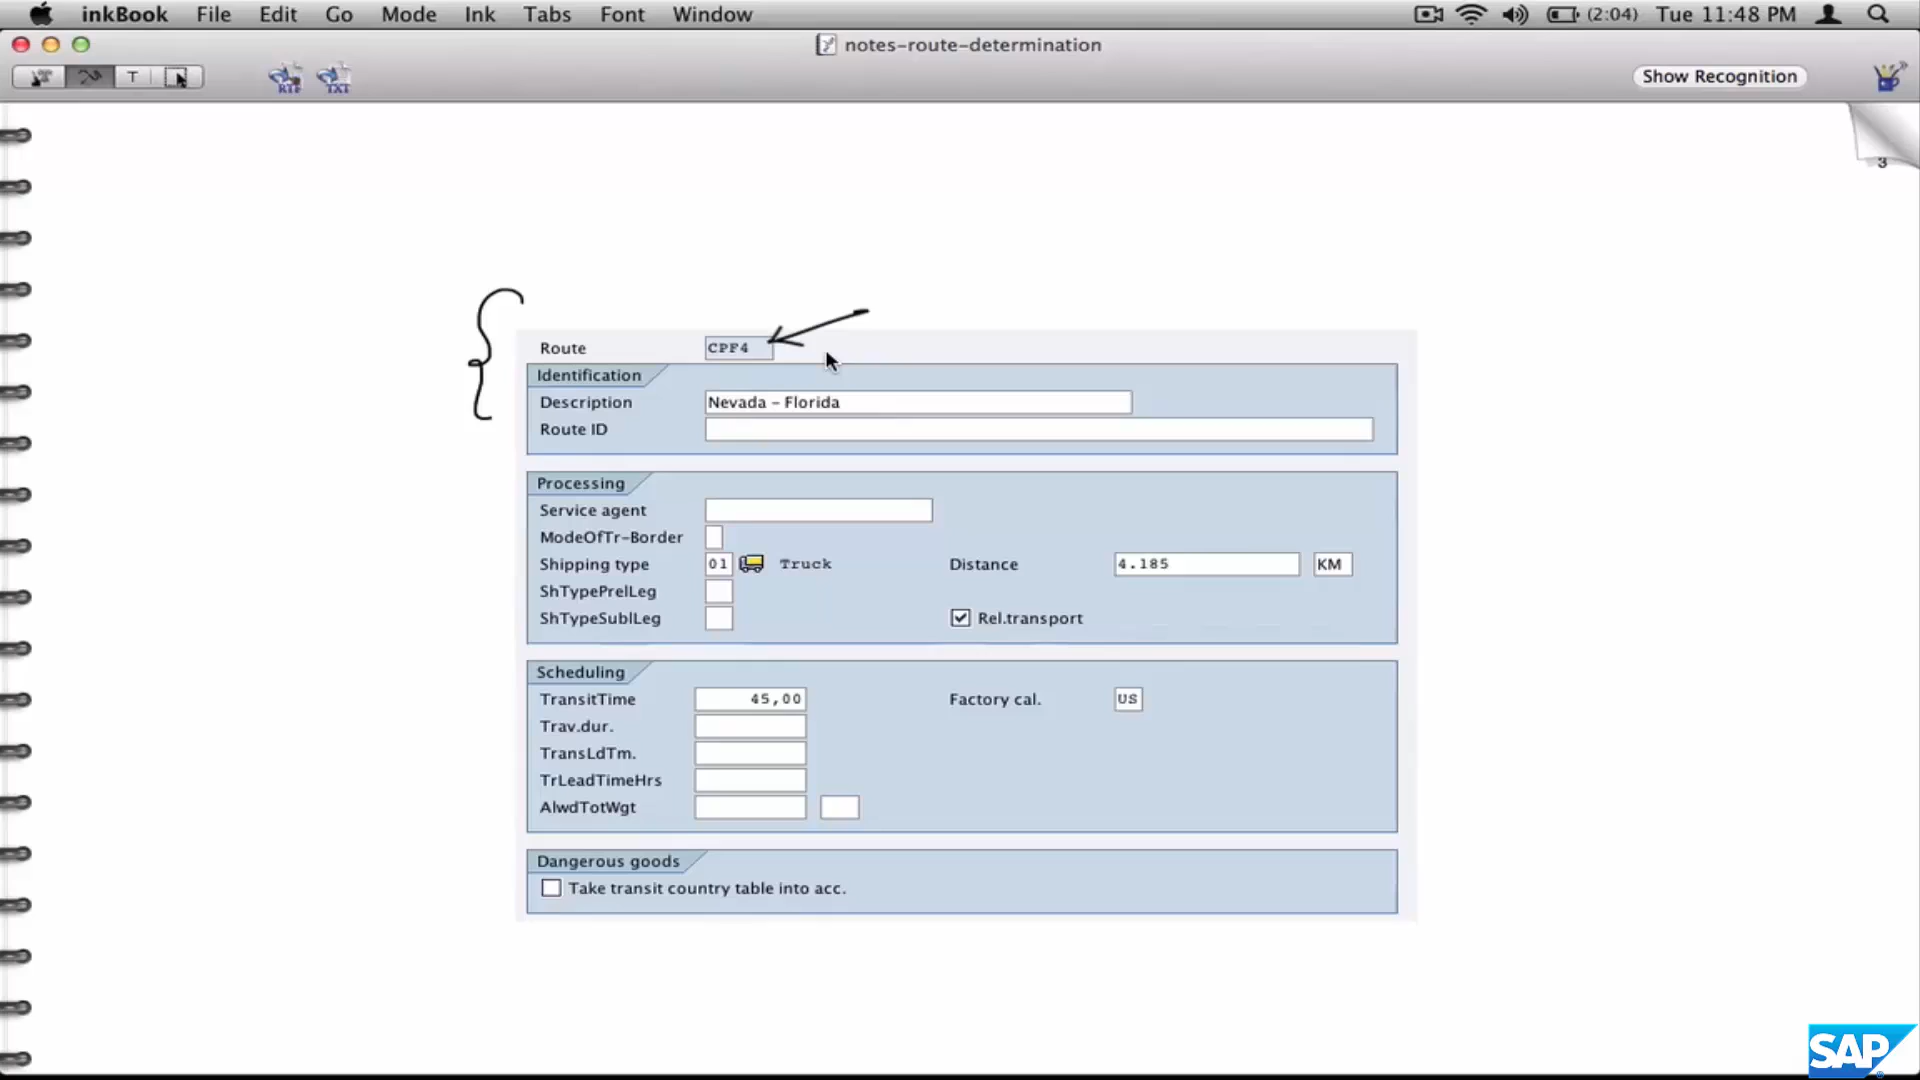 inkBook File Edit Go Mode Ink Tabs Font Window (2:04) Tue 11:48 PM
notes-route-determination
T RTF TXT Show Recognition
3
Route CPF4
Identification
Description Nevada - Florida
Route ID
Processing
Service agent
ModeOfTr-Border
Shipping type 01 Truck Distance 4.185 KM
ShTypePrelLeg
ShTypeSublLeg Rel.transport
Scheduling
TransitTime 45,00 Factory cal. US
Trav.dur.
TransLdTm.
TrLeadTimeHrs
AlwdTotWgt
Dangerous goods
Take transit country table into acc.
SAP